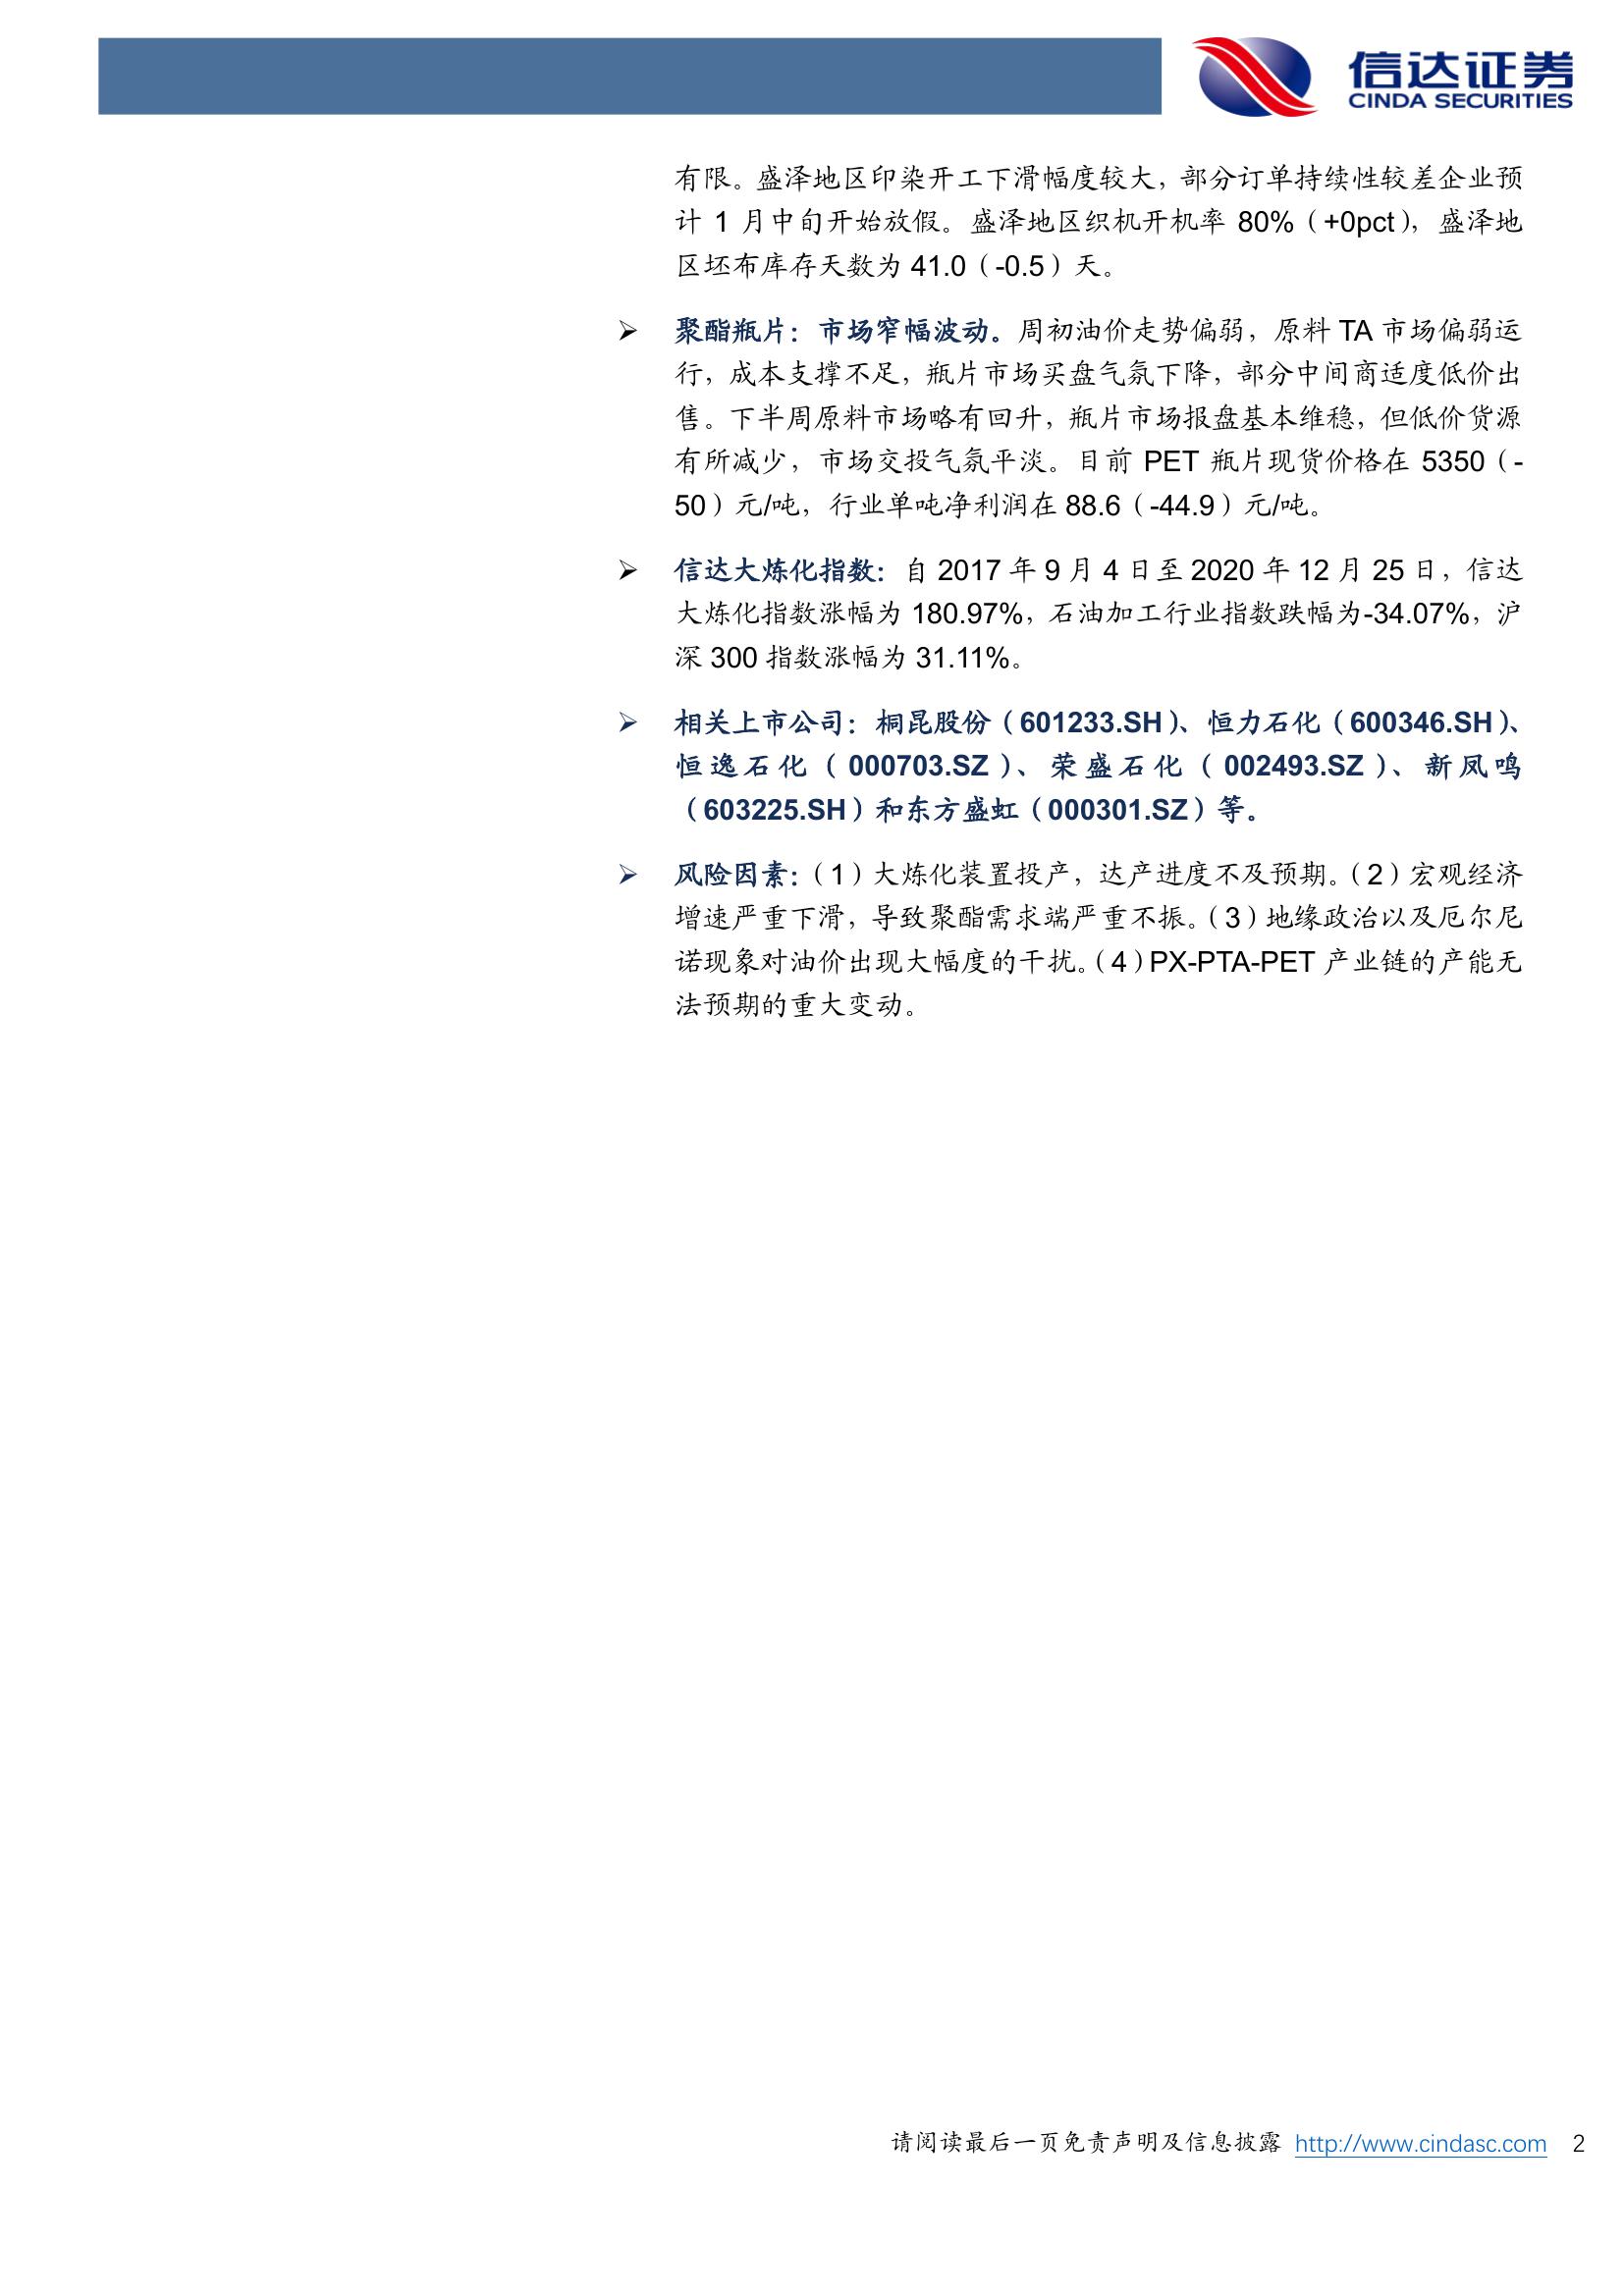 信达证券
CINDA SECURITIES
有限。盛泽地区印染开工下滑幅度较大，部分订单持续性较差企业预
计 1 月中旬开始放假。盛泽地区织机开机率 80%（+0pct），盛泽地
区坯布库存天数为 41.0（-0.5）天。
➢ 聚酯瓶片：市场窄幅波动。周初油价走势偏弱，原料 TA 市场偏弱运
行，成本支撑不足，瓶片市场买盘气氛下降，部分中间商适度低价出
售。下半周原料市场略有回升，瓶片市场报盘基本维稳，但低价货源
有所减少，市场交投气氛平淡。目前 PET 瓶片现货价格在 5350（-
50）元/吨，行业单吨净利润在 88.6（-44.9）元/吨。
➢ 信达大炼化指数：自 2017 年 9 月 4 日至 2020 年 12 月 25 日，信达
大炼化指数涨幅为 180.97%，石油加工行业指数跌幅为-34.07%，沪
深 300 指数涨幅为 31.11%。
➢ 相关上市公司：桐昆股份（601233.SH）、恒力石化（600346.SH）、
恒逸石化（000703.SZ）、荣盛石化（002493.SZ）、新凤鸣
（603225.SH）和东方盛虹（000301.SZ）等。
➢ 风险因素：（1）大炼化装置投产，达产进度不及预期。（2）宏观经济
增速严重下滑，导致聚酯需求端严重不振。（3）地缘政治以及厄尔尼
诺现象对油价出现大幅度的干扰。（4）PX-PTA-PET 产业链的产能无
法预期的重大变动。
请阅读最后一页免责声明及信息披露 http://www.cindasc.com 2